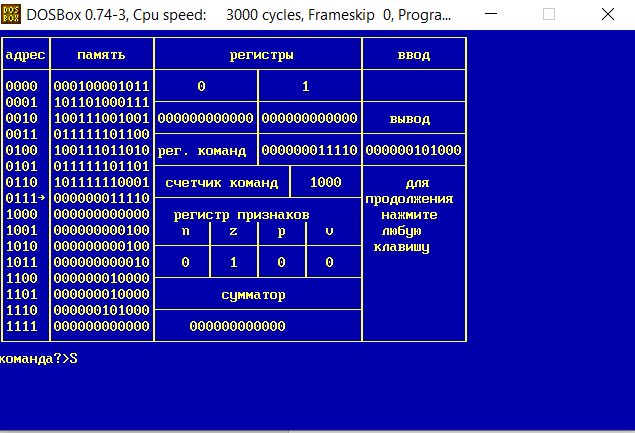 DOSBox 0.74-3, Cpu speed: 3000 cycles, Frameskip 0, Progra...
адрес память регистры ввод
0000 000100001011 0 1
0001 101101000111
0010 100111001001 000000000000 000000000000 вывод
0011 011111101100
0100 100111011010 рег. команд 000000011110 000000101000
0101 011111101101
0110 101111110001 счетчик команд 1000 для
0111→ 000000011110 продолжения
1000 000000000000 регистр признаков нажмите
1001 000000000100 n z p v любую
1010 000000000100 клавишу
1011 000000000010 0 1 0 0
1100 000000010000
1101 000000010000 сумматор
1110 000000101000
1111 000000000000 000000000000
команда?>S